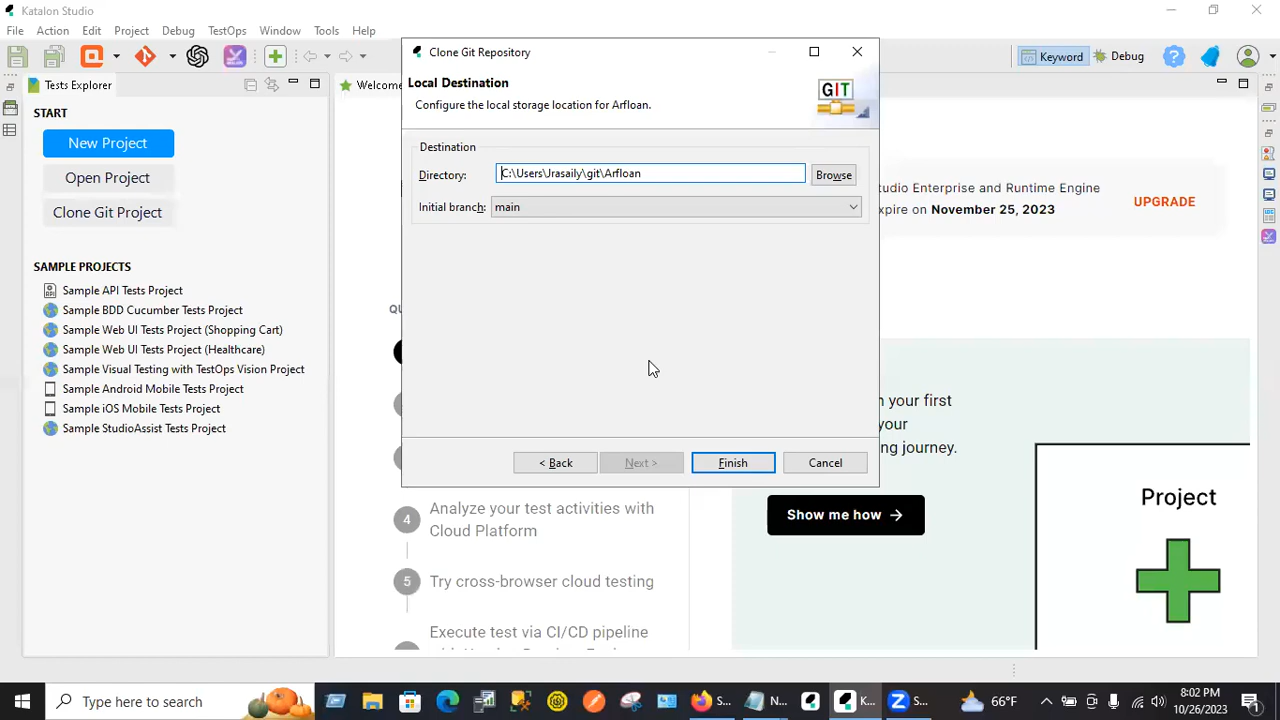 Katalon Studio
File Action Edit Project Debug TestOps Window Tools Help
Keyword
Debug
Tests Explorer
Welcome
START
New Project
Open Project
Clone Git Project
SAMPLE PROJECTS
Sample API Tests Project
Sample BDD Cucumber Tests Project
Sample Web UI Tests Project (Shopping Cart)
Sample Web UI Tests Project (Healthcare)
Sample Visual Testing with TestOps Vision Project
Sample Android Mobile Tests Project
Sample iOS Mobile Tests Project
Sample StudioAssist Tests Project
Clone Git Repository
Local Destination
Configure the local storage location for Arfloan.
GIT
Destination
Directory: C:\Users\Jrasaily\git\Arfloan Browse
Initial branch: main
< Back Next > Finish Cancel
tudio Enterprise and Runtime Engine
xpire on November 25, 2023
UPGRADE
QU
n your first
your
ng journey.
Show me how →
Project
4 Analyze your test activities with
Cloud Platform
5 Try cross-browser cloud testing
Execute test via CI/CD pipeline
Type here to search
S...
N...
K...
S...
66°F
8:02 PM
10/26/2023